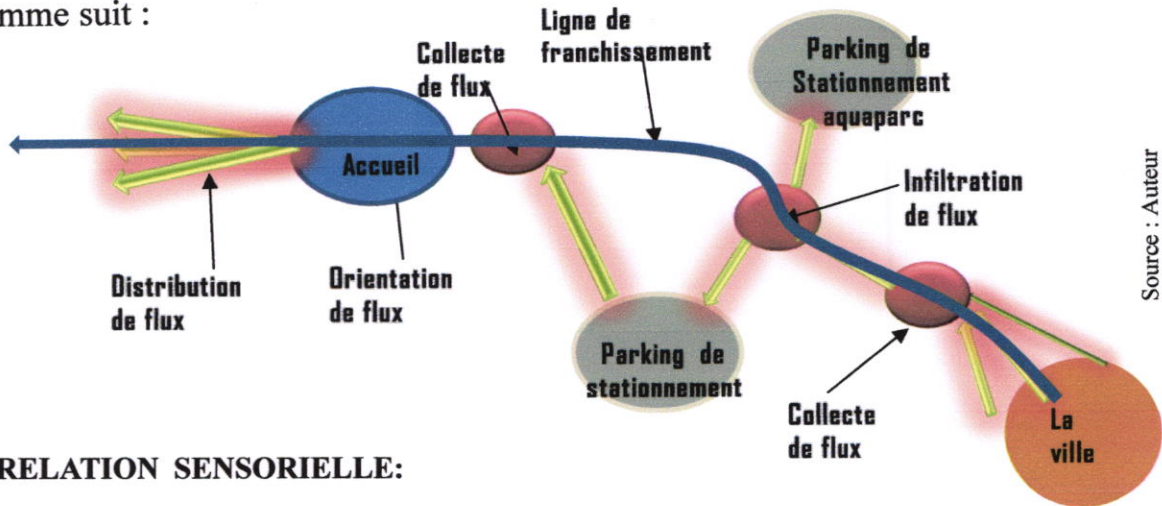 mme suit :
Ligne de
franchissement
Collecte
de flux
Parking de
Stationnement
aquaparc
Accueil
Infiltration
de flux
Source : Auteur
Distribution
de flux
Orientation
de flux
Parking de
stationnement
Collecte
de flux
La
ville
RELATION SENSORIELLE: